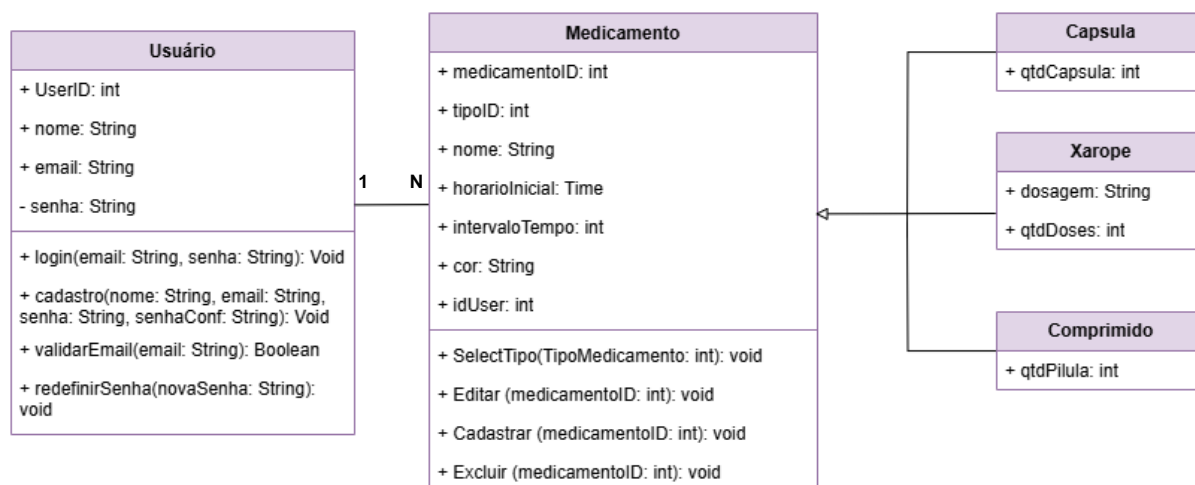 Usuário
+ UserID: int
+ nome: String
+ email: String
- senha: String
+ login(email: String, senha: String): Void
+ cadastro(nome: String, email: String,
senha: String, senhaConf: String): Void
+ validarEmail(email: String): Boolean
+ redefinirSenha(novaSenha: String):
void
1
N
Medicamento
+ medicamentoID: int
+ tipoID: int
+ nome: String
+ horarioInicial: Time
+ intervaloTempo: int
+ cor: String
+ idUser: int
+ SelectTipo(TipoMedicamento: int): void
+ Editar (medicamentoID: int): void
+ Cadastrar (medicamentoID: int): void
+ Excluir (medicamentoID: int): void
Capsula
+ qtdCapsula: int
Xarope
+ dosagem: String
+ qtdDoses: int
Comprimido
+ qtdPilula: int